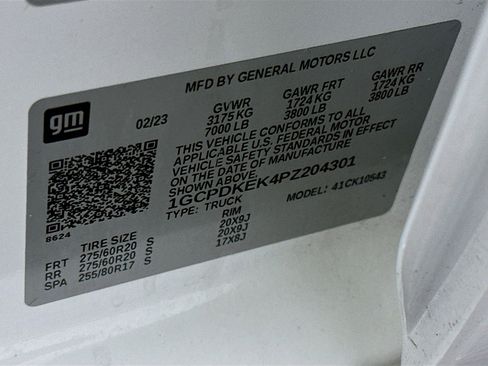 MFD BY GENERAL MOTORS LLC
gm
02/23 GVWR GAWR FRT GAWR RR
3175 KG 1724 KG 1724 KG
7000 LB 3800 LB 3800 LB
THIS VEHICLE CONFORMS TO ALL
APPLICABLE U.S. FEDERAL MOTOR
VEHICLE SAFETY STANDARDS IN EFFECT
ON THE DATE OF MANUFACTURE
SHOWN ABOVE.
1GCPDKEK4PZ204301
TYPE: TRUCK MODEL: 41CK10543
8624
TIRE SIZE RIM
FRT 275/60R20 S 20X9J
RR 275/60R20 S 20X9J
SPA 255/80R17 S 17X8J